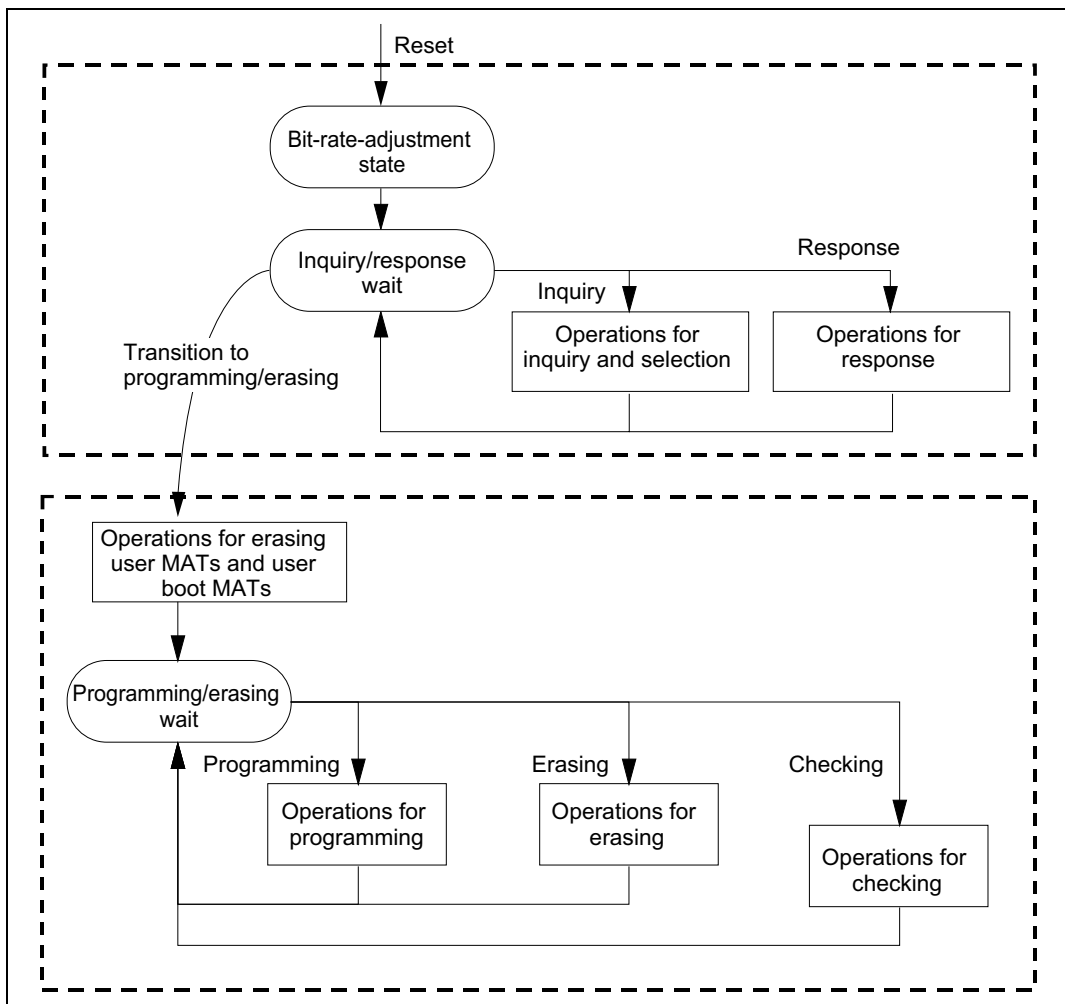 Reset
Bit-rate-adjustment
state
Inquiry/response
wait
Response
Inquiry
Operations for
inquiry and selection
Operations for
response
Transition to
programming/erasing
Operations for erasing
user MATs and user
boot MATs
Programming/erasing
wait
Programming
Erasing
Checking
Operations for
programming
Operations for
erasing
Operations for
checking